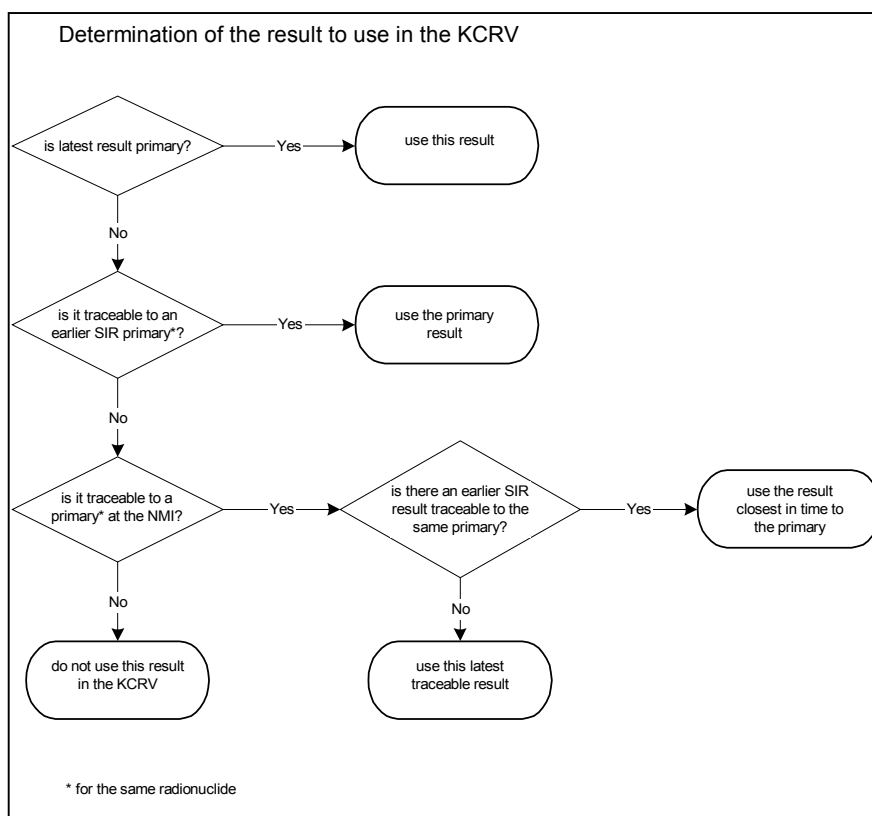 Determination of the result to use in the KCRV
is latest result primary?
Yes
use this result
No
is it traceable to an
earlier SIR primary*?
Yes
use the primary
result
No
is it traceable to a
primary* at the NMI?
Yes
is there an earlier SIR
result traceable to the
same primary?
Yes
use the result
closest in time to
the primary
No
do not use this result
in the KCRV
No
use this latest
traceable result
* for the same radionuclide